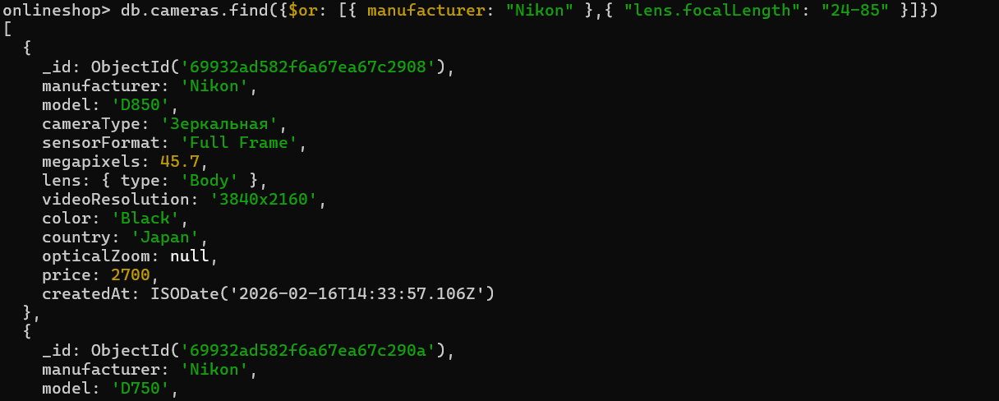 onlineshop> db.cameras.find({$or: [{ manufacturer: "Nikon" },{ "lens.focalLength": "24-85" }]})
[
  {
    _id: ObjectId('69932ad582f6a67ea67c2908'),
    manufacturer: 'Nikon',
    model: 'D850',
    cameraType: 'Зеркальная',
    sensorFormat: 'Full Frame',
    megapixels: 45.7,
    lens: { type: 'Body' },
    videoResolution: '3840x2160',
    color: 'Black',
    country: 'Japan',
    opticalZoom: null,
    price: 2700,
    createdAt: ISODate('2026-02-16T14:33:57.106Z')
  },
  {
    _id: ObjectId('69932ad582f6a67ea67c290a'),
    manufacturer: 'Nikon',
    model: 'D750',